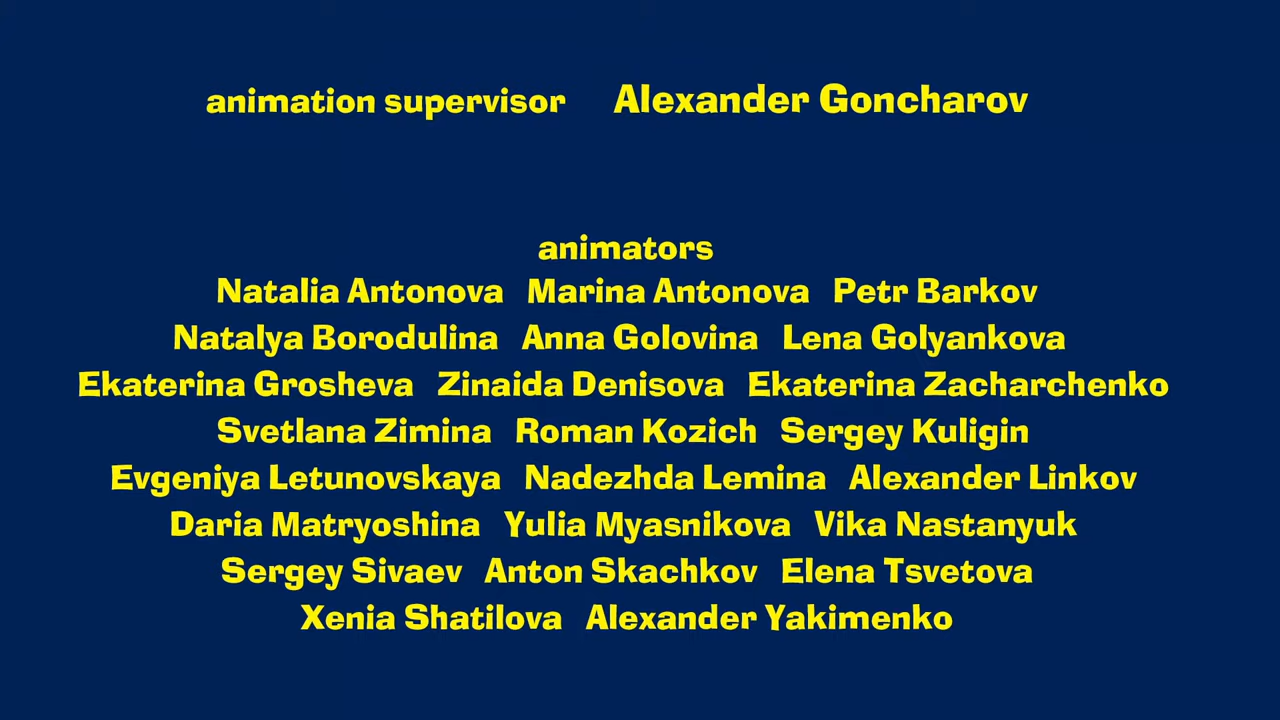 animation supervisor Alexander Goncharov
animators
Natalia Antonova Marina Antonova Petr Barkov
Natalya Borodulina Anna Golovina Lena Golyankova
Ekaterina Grosheva Zinaida Denisova Ekaterina Zacharchenko
Svetlana Zimina Roman Kozich Sergey Kuligin
Evgeniya Letunovskaya Nadezhda Lemina Alexander Linkov
Daria Matryoshina Yulia Myasnikova Vika Nastanyuk
Sergey Sivaev Anton Skachkov Elena Tsvetova
Xenia Shatilova Alexander Yakimenko